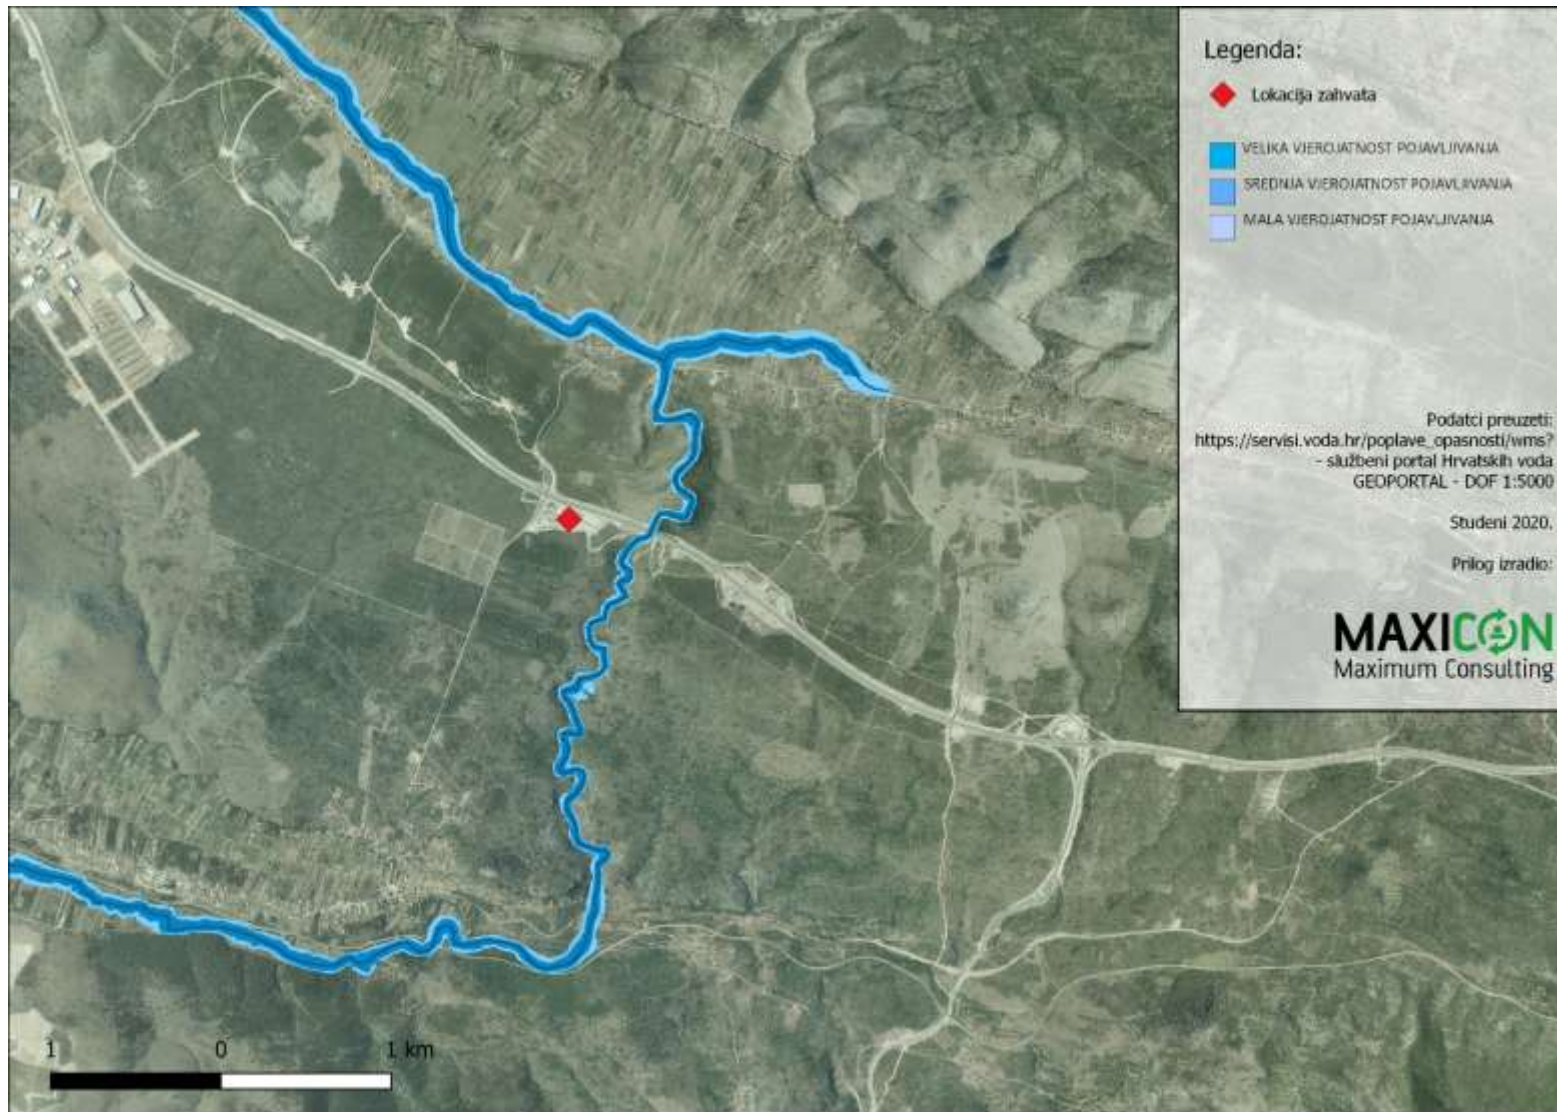 Legenda:
Lokacija zahvata
VELIKA VJEROJATNOST POJAVLJIVANJA
SREDNJA VJEROJATNOST POJAVLJIVANJA
MALA VJEROJATNOST POJAVLJIVANJA
Podatci preuzeti:
https://servisi.voda.hr/poplave_opasnosti/wms?
- službeni portal Hrvatskih voda
GEOPORTAL - DOF 1:5000
Studeni 2020.
Prilog izradio:
MAXICON
Maximum Consulting
1 0 1 km